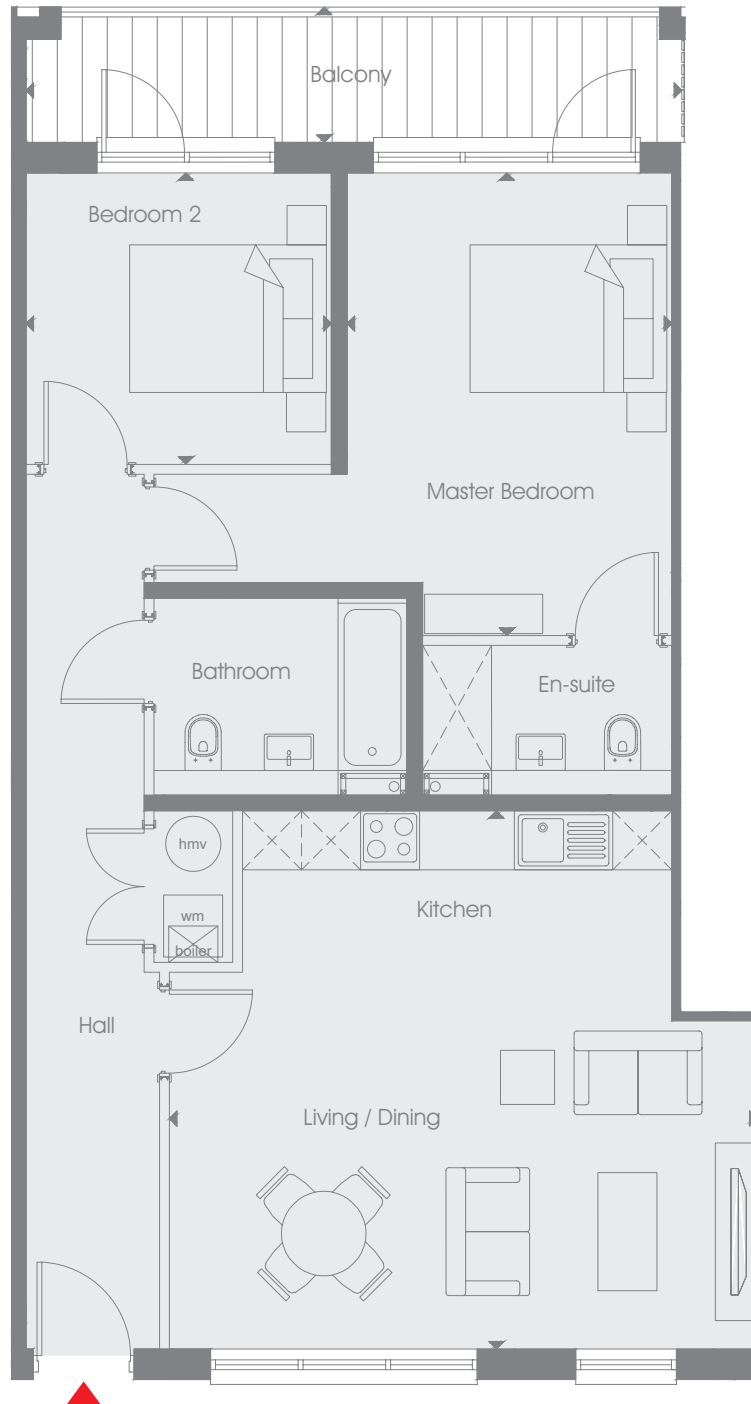 Balcony
Bedroom 2
Master Bedroom
Bathroom
En-suite
hmv
wm
boiler
Kitchen
Hall
Living / Dining